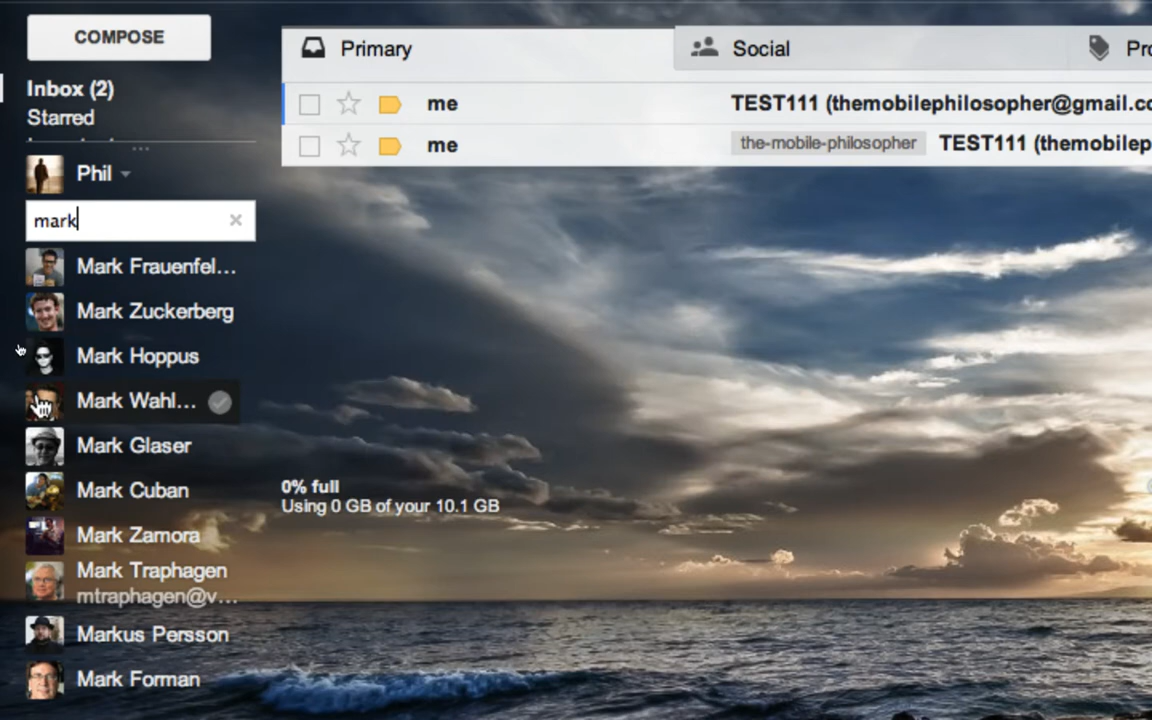 COMPOSE
Primary
Social
Pro
Inbox (2)
Starred
me
TEST111 (themobilephilosopher@gmail.co
me
the-mobile-philosopher TEST111 (themobilep
Phil
mark
Mark Frauenfel...
Mark Zuckerberg
Mark Hoppus
Mark Wahl...
Mark Glaser
Mark Cuban
Mark Zamora
Mark Traphagen
mtraphagen@v...
Markus Persson
Mark Forman
0% full
Using 0 GB of your 10.1 GB